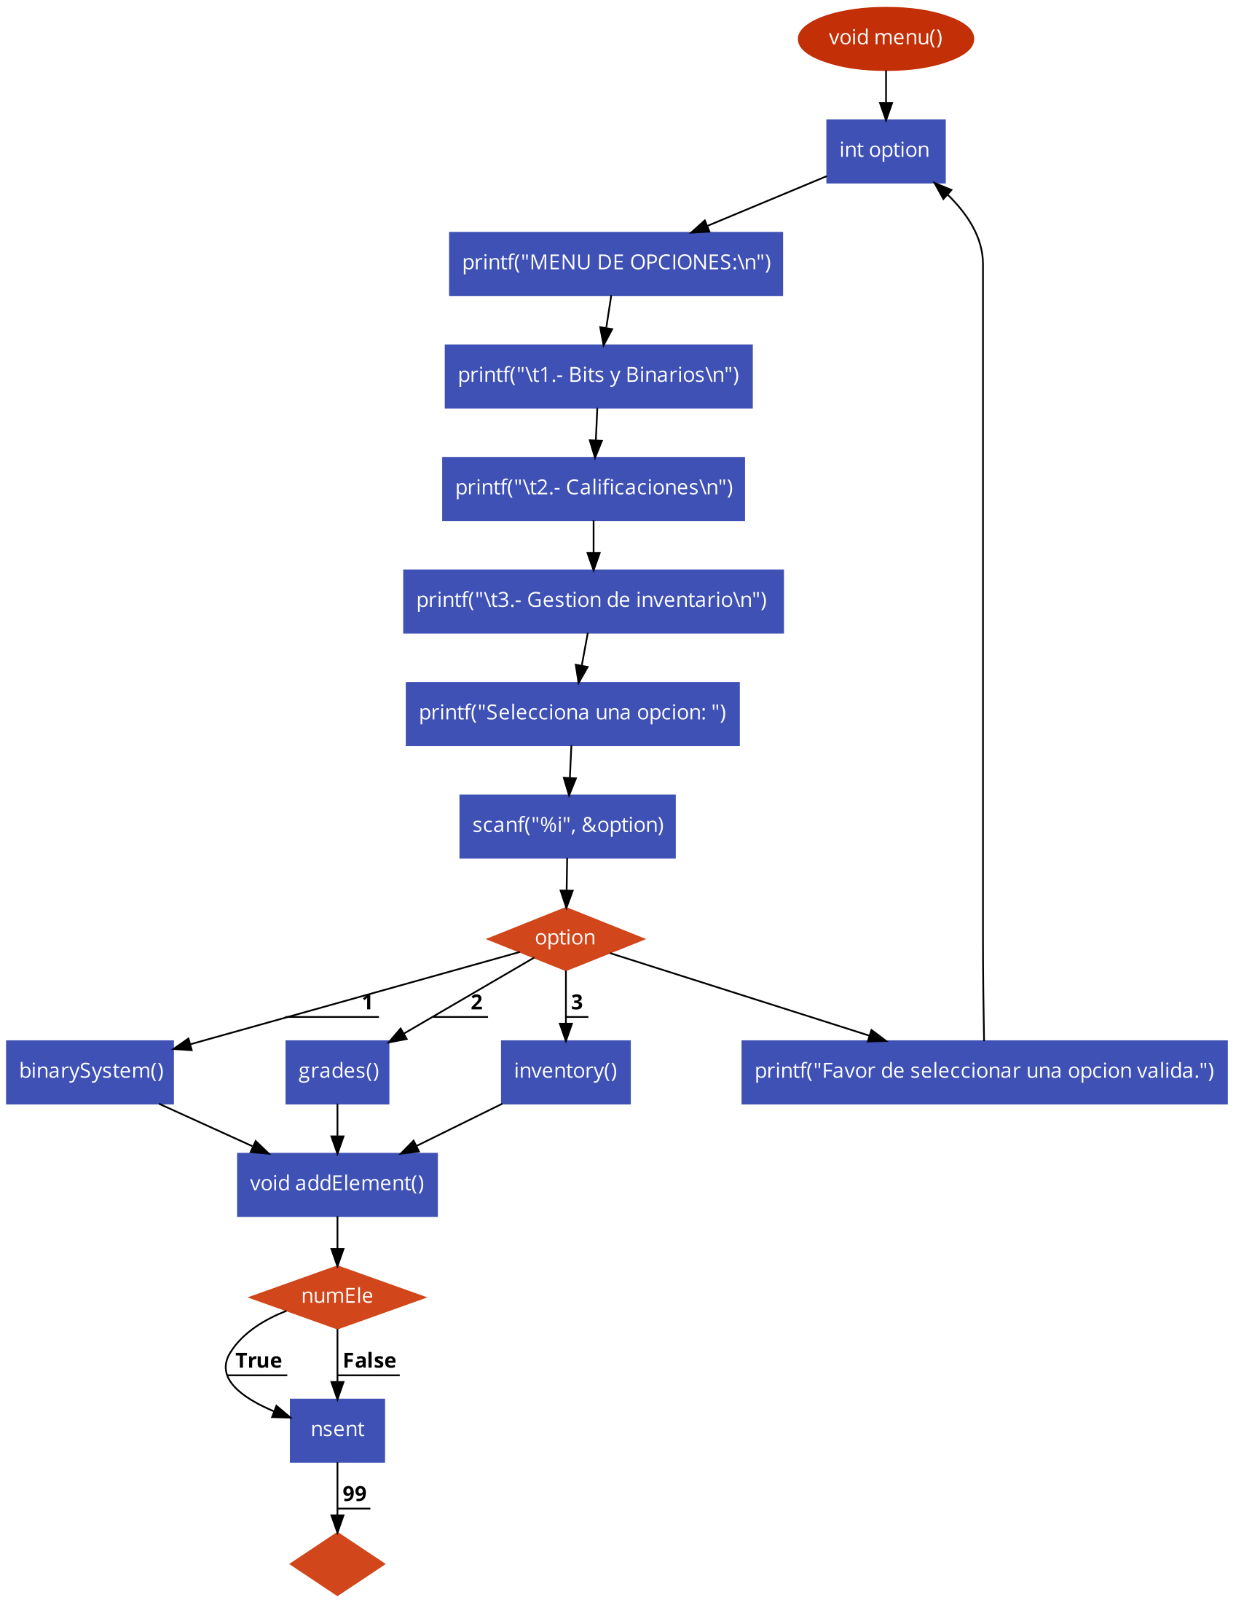 void menu()
int option
printf("MENU DE OPCIONES:\n")
printf("\t1.- Bits y Binarios\n")
printf("\t2.- Calificaciones\n")
printf("\t3.- Gestion de inventario\n")
printf("Selecciona una opcion: ")
scanf("%i", &option)
option
1
2
3
binarySystem()
grades()
inventory()
printf("Favor de seleccionar una opcion valida.")
void addElement()
numEle
True
False
nsent
99